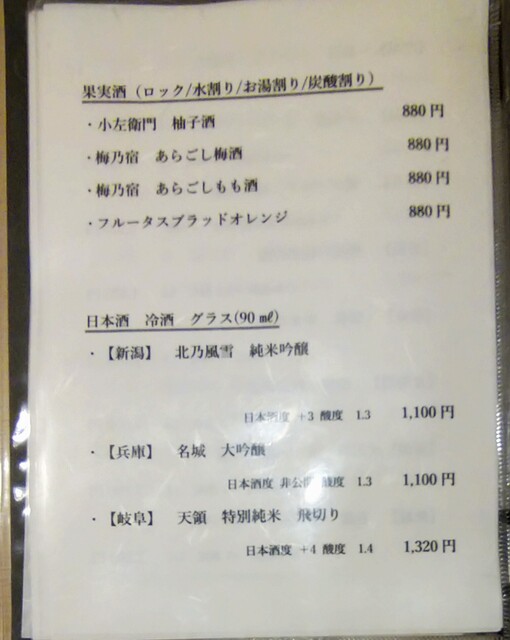 果実酒（ロック/水割り/お湯割り/炭酸割り）
・小左衛門　柚子酒　880円
・梅乃宿　あらごし梅酒　880円
・梅乃宿　あらごしもも酒　880円
・フルータスブラッドオレンジ　880円
日本酒　冷酒　グラス(90 ㎖)
・【新潟】　北乃風雪　純米吟醸
日本酒度 +3 酸度 1.3　1,100円
・【兵庫】　名城　大吟醸
日本酒度 非公開 酸度 1.3　1,100円
・【岐阜】　天領　特別純米　飛切り
日本酒度 +4 酸度 1.4　1,320円